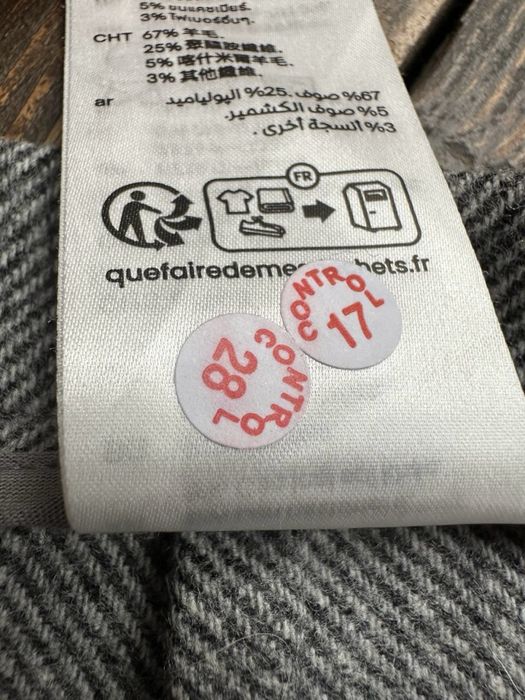 5% ขนแคชเมียร์.
3% ไฟเบอร์อื่นๆ.
CHT 67% 羊毛.
25% 聚醯胺纖維.
5% 喀什米爾羊毛.
3% 其他纖維.
ar 67% صوف .25% البولياميد
5% صوف الكشمير.
3% أنسجة أخرى.
FR
quefairedeme hets.fr
CONTROL
17
CONTROL
28